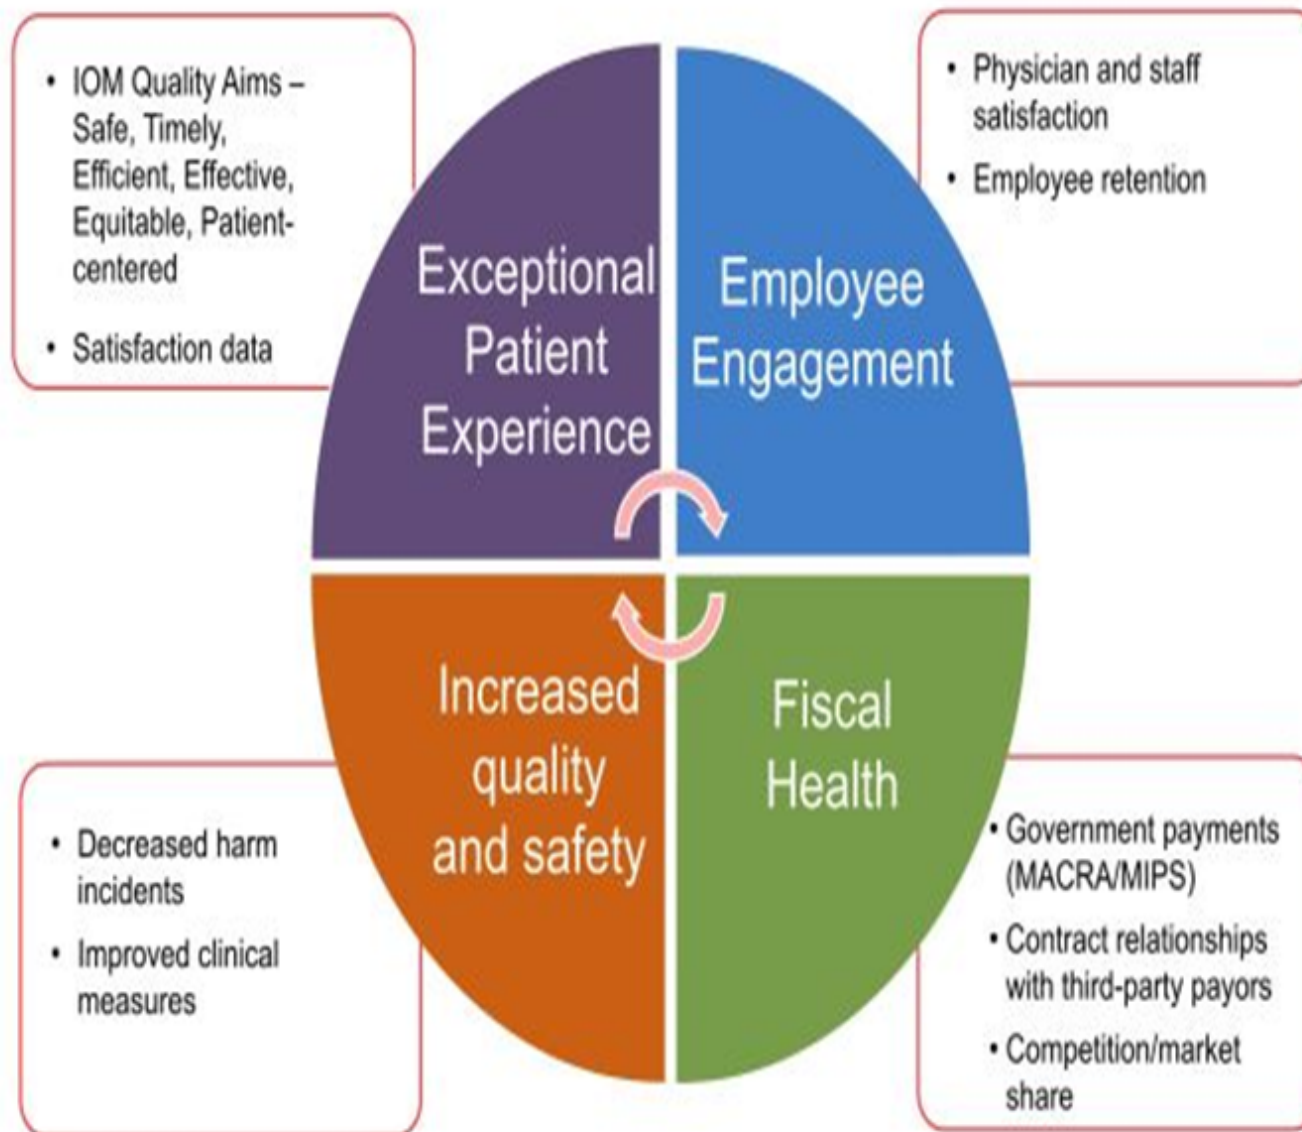 • IOM Quality Aims –
Safe, Timely,
Efficient, Effective,
Equitable, Patient-
centered
• Satisfaction data
Exceptional
Patient
Experience
Employee
Engagement
• Physician and staff
satisfaction
• Employee retention
• Decreased harm
incidents
• Improved clinical
measures
Increased
quality
and safety
Fiscal
Health
• Government payments
(MACRA/MIPS)
• Contract relationships
with third-party payors
• Competition/market
share